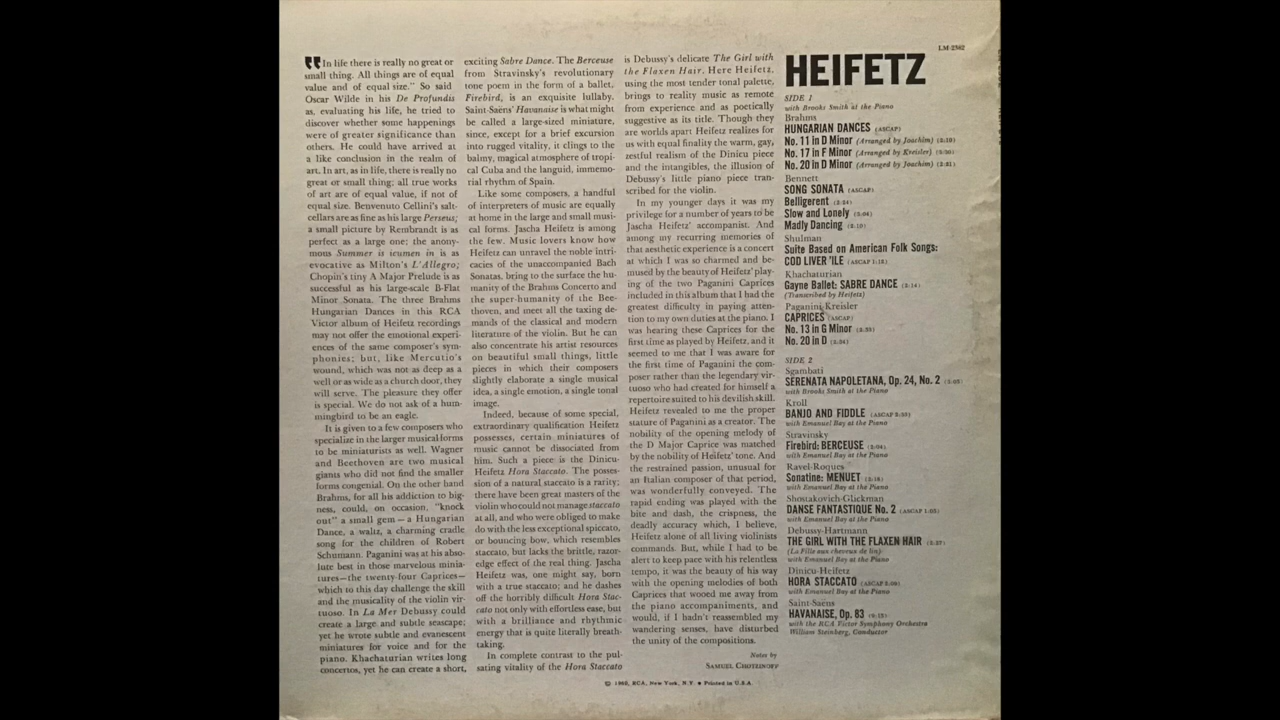 "In life there is really no great or
small thing. All things are of equal
value and of equal size." So said
Oscar Wilde in his De Profundis
as, evaluating his life, he tried to
discover whether some happenings
were of greater significance than
others. He could have arrived at
a like conclusion in the realm of
art. In art, as in life, there is really no
great or small thing; all true works
of art are of equal value, if not of
equal size. Benvenuto Cellini's salt-
cellars are as fine as his large Perseus;
a small picture by Rembrandt is as
perfect as a large one: the anony-
mous Summer is icumen in is as
evocative as Milton's L'Allegro;
Chopin's tiny A Major Prelude is as
successful as his large-scale B-Flat
Minor Sonata. The three Brahms
Hungarian Dances in this RCA
Victor album of Heifetz recordings
may not offer the emotional experi-
ences of the same composer's sym-
phonies; but, like Mercutio's
wound, which was not as deep as a
well or as wide as a church door, they
will serve. The pleasure they offer
is special. We do not ask of a hum-
mingbird to be an eagle.
It is given to a few composers who
specialize in the larger musical forms
to be miniaturists as well. Wagner
and Beethoven are two musical
giants who did not find the smaller
forms congenial. On the other hand
Brahms, for all his addiction to big-
ness, could, on occasion, "knock
out" a small gem — a Hungarian
Dance, a waltz, a charming cradle
song for the children of Robert
Schumann. Paganini was at his abso-
lute best in those marvelous minia-
tures—the twenty-four Caprices—
which to this day challenge the skill
and the musicality of the violin vir-
tuoso. In La Mer Debussy could
create a large and subtle seascape;
yet he wrote subtle and evanescent
miniatures for voice and for the
piano. Khachaturian writes long
concertos, yet he can create a short,
exciting Sabre Dance. The Berceuse
from Stravinsky's revolutionary
tone poem in the form of a ballet,
Firebird, is an exquisite lullaby.
Saint-Saëns' Havanaise is what might
be called a large-sized miniature,
since, except for a brief excursion
into rugged vitality, it clings to the
balmy, magical atmosphere of tropi-
cal Cuba and the languid, immemo-
rial rhythm of Spain.
Like some composers, a handful
of interpreters of music are equally
at home in the large and small musi-
cal forms. Jascha Heifetz is among
the few. Music lovers know how
Heifetz can unravel the noble intri-
cacies of the unaccompanied Bach
Sonatas, bring to the surface the hu-
manity of the Brahms Concerto and
the super-humanity of the Bee-
thoven, and meet all the taxing de-
mands of the classical and modern
literature of the violin. But he can
also concentrate his artist resources
on beautiful small things, little
pieces in which their composers
slightly elaborate a single musical
idea, a single emotion, a single tonal
image.
Indeed, because of some special,
extraordinary qualification Heifetz
possesses, certain miniatures of
music cannot be dissociated from
him. Such a piece is the Dinicu-
Heifetz Hora Staccato. The posses-
sion of a natural staccato is a rarity;
there have been great masters of the
violin who could not manage staccato
at all, and who were obliged to make
do with the less exceptional spiccato,
or bouncing bow, which resembles
staccato, but lacks the brittle, razor-
edge effect of the real thing. Jascha
Heifetz was, one might say, born
with a true staccato; and he dashes
off the horribly difficult Hora Stac-
cato not only with effortless ease, but
with a brilliance and rhythmic
energy that is quite literally breath-
taking.
In complete contrast to the pul-
sating vitality of the Hora Staccato
is Debussy's delicate The Girl with
the Flaxen Hair. Here Heifetz,
using the most tender tonal palette,
brings to reality music as remote
from experience and as poetically
suggestive as its title. Though they
are worlds apart Heifetz realizes for
us with equal finality the warm, gay,
zestful realism of the Dinicu piece
and the intangibles, the illusion of
Debussy's little piano piece tran-
scribed for the violin.
In my younger days it was my
privilege for a number of years to be
Jascha Heifetz' accompanist. And
among my recurring memories of
that aesthetic experience is a concert
at which I was so charmed and be-
mused by the beauty of Heifetz' play-
ing of the two Paganini Caprices
included in this album that I had the
greatest difficulty in paying atten-
tion to my own duties at the piano. I
was hearing these Caprices for the
first time as played by Heifetz, and it
seemed to me that I was aware for
the first time of Paganini the com-
poser rather than the legendary vir-
tuoso who had created for himself a
repertoire suited to his devilish skill.
Heifetz revealed to me the proper
stature of Paganini as a creator. The
nobility of the opening melody of
the D Major Caprice was matched
by the nobility of Heifetz' tone. And
the restrained passion, unusual for
an Italian composer of that period,
was wonderfully conveyed. The
rapid ending was played with the
bite and dash, the crispness, the
deadly accuracy which, I believe,
Heifetz alone of all living violinists
commands. But, while I had to be
alert to keep pace with his relentless
tempo, it was the beauty of his way
with the opening melodies of both
Caprices that wooed me away from
the piano accompaniments, and
would, if I hadn't reassembled my
wandering senses, have disturbed
the unity of the compositions.
Notes by
SAMUEL CHOTZINOFF
LM-2382
HEIFETZ
SIDE 1
with Brooks Smith at the Piano
Brahms
HUNGARIAN DANCES (ASCAP)
No. 11 in D Minor (Arranged by Joachim)
No. 17 in F Minor (Arranged by Kreisler)
No. 20 in D Minor (Arranged by Joachim)
Bennett
SONG SONATA (ASCAP)
Belligerent
Slow and Lonely
Madly Dancing
Shulman
Suite Based on American Folk Songs:
COD LIVER 'ILE (ASCAP
Khachaturian
Gayne Ballet: SABRE DANCE
(Transcribed by Heifetz)
Paganini-Kreisler
CAPRICES (ASCAP)
No. 13 in G Minor
No. 20 in D
SIDE 2
Sgambati
SERENATA NAPOLETANA, Op. 24, No. 2
with Brooks Smith at the Piano
Kroll
BANJO AND FIDDLE (ASCAP
with Emanuel Bay at the Piano
Stravinsky
Firebird: BERCEUSE
with Emanuel Bay at the Piano
Ravel-Roques
Sonatine: MENUET
with Emanuel Bay at the Piano
Shostakovich-Glickman
DANSE FANTASTIQUE No. 2 (ASCAP
with Emanuel Bay at the Piano
Debussy-Hartmann
THE GIRL WITH THE FLAXEN HAIR
(La Fille aux cheveux de lin)
with Emanuel Bay at the Piano
Dinicu-Heifetz
HORA STACCATO (ASCAP
with Emanuel Bay at the Piano
Saint-Saëns
HAVANAISE, Op. 83
with the RCA Victor Symphony Orchestra
William Steinberg, Conductor
RCA, New York, N.Y. • Printed in U.S.A.